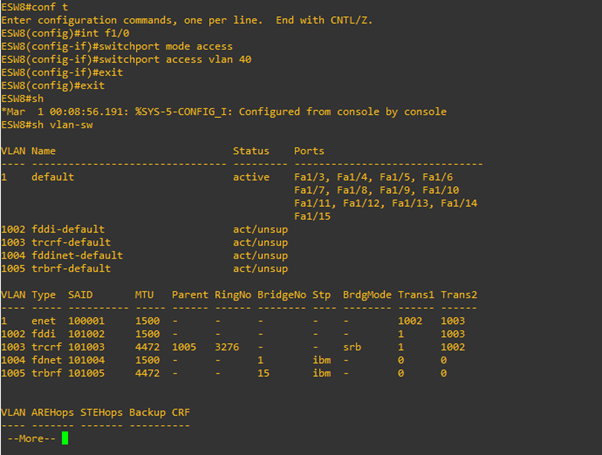 ESW8#conf t
Enter configuration commands, one per line.  End with CNTL/Z.
ESW8(config)#int f1/0
ESW8(config-if)#switchport mode access
ESW8(config-if)#switchport access vlan 40
ESW8(config-if)#exit
ESW8(config)#exit
ESW8#sh
*Mar  1 00:08:56.191: %SYS-5-CONFIG_I: Configured from console by console
ESW8#sh vlan-sw

VLAN Name                             Status    Ports
---- -------------------------------- --------- -------------------------------
1    default                          active    Fa1/3, Fa1/4, Fa1/5, Fa1/6
                                                Fa1/7, Fa1/8, Fa1/9, Fa1/10
                                                Fa1/11, Fa1/12, Fa1/13, Fa1/14
                                                Fa1/15
1002 fddi-default                     act/unsup
1003 trcrf-default                    act/unsup
1004 fddinet-default                  act/unsup
1005 trbrf-default                    act/unsup

VLAN Type  SAID       MTU   Parent RingNo BridgeNo Stp  BrdgMode Trans1 Trans2
---- ----- ---------- ----- ------ ------ -------- ---- -------- ------ ------
1    enet  100001     1500  -      -      -        -    -        1002   1003
1002 fddi  101002     1500  -      -      -        -    -        1      1003
1003 trcrf 101003     4472  1005   3276   -        -    srb      1      1002
1004 fdnet 101004     1500  -      -      1        ibm  -        0      0
1005 trbrf 101005     4472  -      -      15       ibm  -        0      0

VLAN AREHops STEHops Backup CRF
---- ------- ------- ----------
 --More--